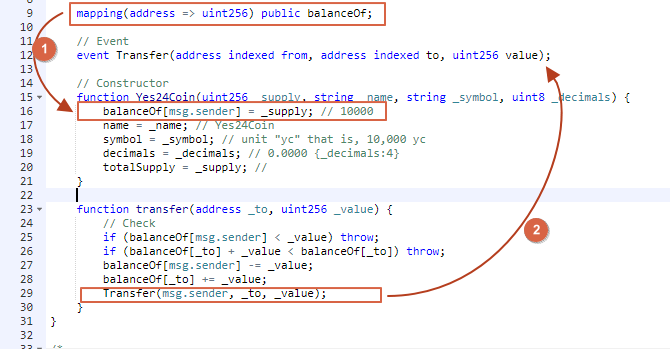 9 mapping(address => uint256) public balanceOf;
10
11 // Event
1
12 event Transfer(address indexed from, address indexed to, uint256 value);
13
14 // Constructor
15 function Yes24Coin(uint256 _supply, string _name, string _symbol, uint8 _decimals) {
16 balanceOf[msg.sender] = _supply; // 10000
17 name = _name; // Yes24Coin
18 symbol = _symbol; // unit "yc" that is, 10,000 yc
19 decimals = _decimals; // 0.0000 {_decimals:4}
20 totalSupply = _supply; //
21 }
22
23 function transfer(address _to, uint256 _value) {
24 // Check
2
25 if (balanceOf[msg.sender] < _value) throw;
26 if (balanceOf[_to] + _value < balanceOf[_to]) throw;
27 balanceOf[msg.sender] -= _value;
28 balanceOf[_to] += _value;
29 Transfer(msg.sender, _to, _value);
30 }
31 }
32
33 /*